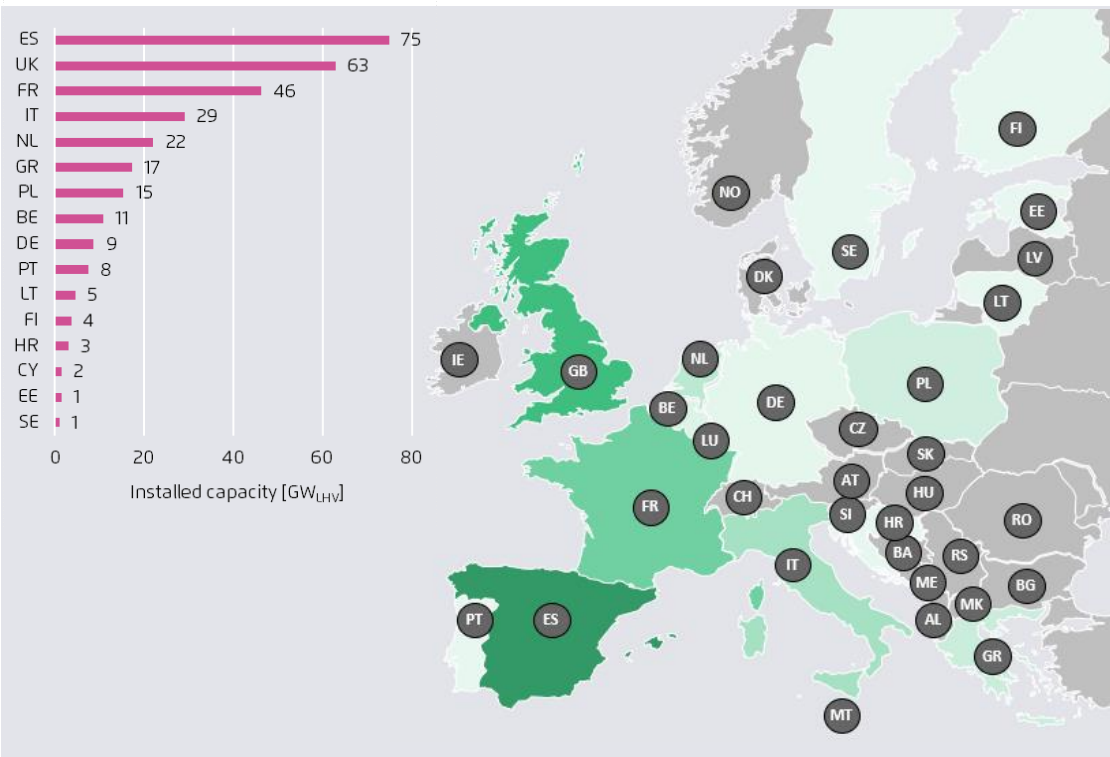 ES 75
UK 63
FR 46
IT 29
NL 22
GR 17
PL 15
BE 11
DE 9
PT 8
LT 5
FI 4
HR 3
CY 2
EE 1
SE 1
0 20 40 60 80
Installed capacity [GW_LHV]
FI
NO
EE
SE
LV
DK
LT
IE
NL
GB
PL
BE
DE
CZ
LU
SK
AT
HU
CH
FR
SI
HR
RO
BA
RS
IT
ME
BG
MK
PT
ES
AL
GR
MT